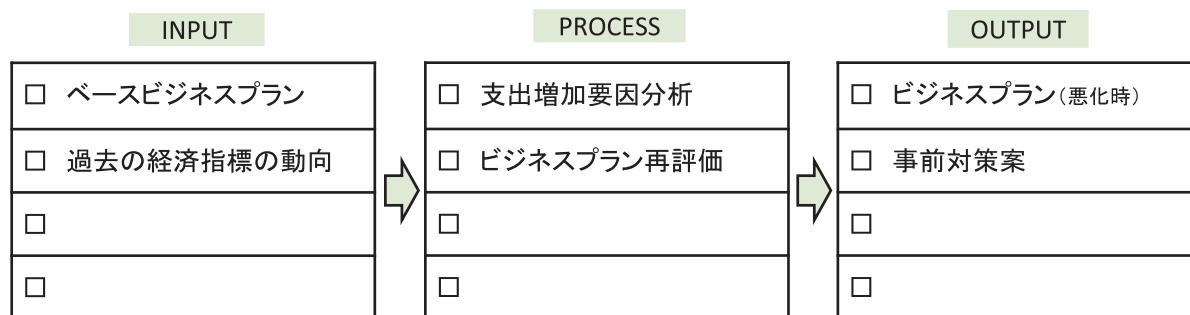 INPUT
□ ベースビジネスプラン
□ 過去の経済指標の動向
□
□
PROCESS
□ 支出増加要因分析
□ ビジネスプラン再評価
□
□
OUTPUT
□ ビジネスプラン(悪化時)
□ 事前対策案
□
□